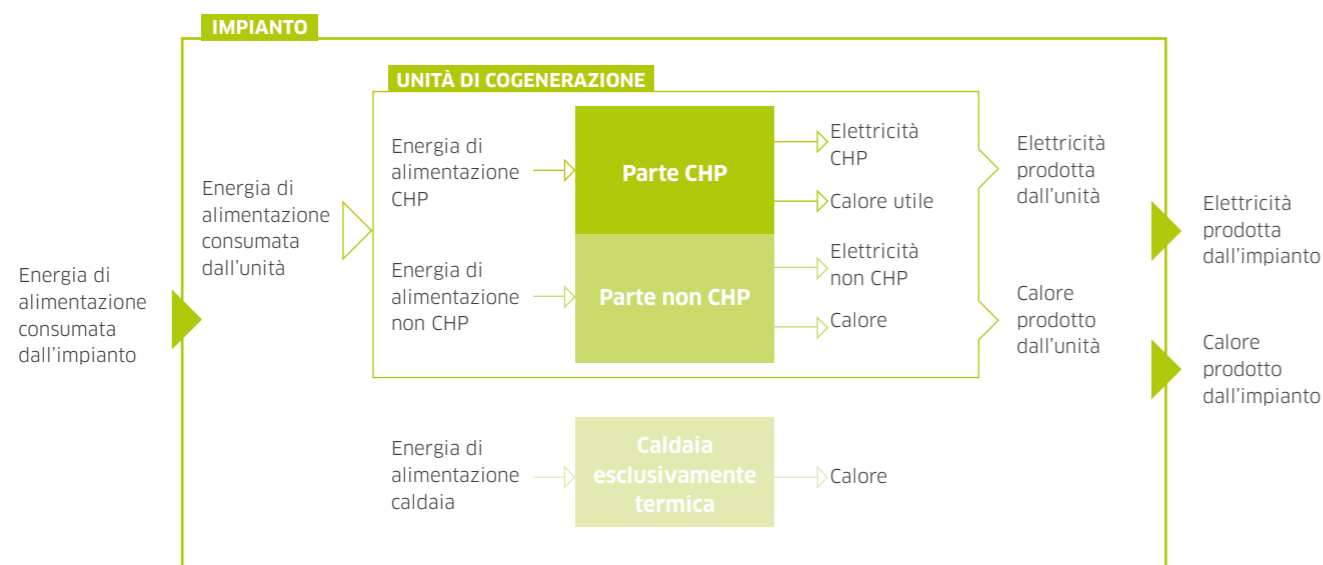 IMPIANTO
UNITÀ DI COGENERAZIONE
Energia di
alimentazione
consumata
dall'impianto
Energia di
alimentazione
consumata
dall'unità
Energia di
alimentazione
CHP
Parte CHP
Elettricità
CHP
Calore utile
Energia di
alimentazione
non CHP
Parte non CHP
Elettricità
non CHP
Calore
Elettricità
prodotta
dall'unità
Calore
prodotto
dall'unità
Energia di
alimentazione
caldaia
Caldaia
esclusivamente
termica
Calore
Elettricità
prodotta
dall'impianto
Calore
prodotto
dall'impianto